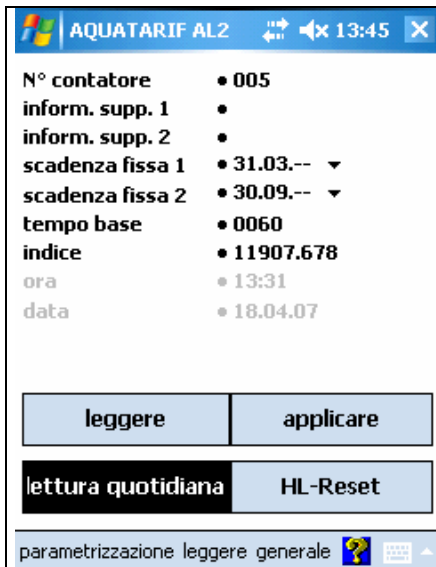 AQUATARIF AL2 13:45
N° contatore • 005
inform. supp. 1 •
inform. supp. 2 •
scadenza fissa 1 • 31.03.--
scadenza fissa 2 • 30.09.--
tempo base • 0060
indice • 11907.678
ora • 13:31
data • 18.04.07
leggere applicare
lettura quotidiana HL-Reset
parametrizzazione leggere generale